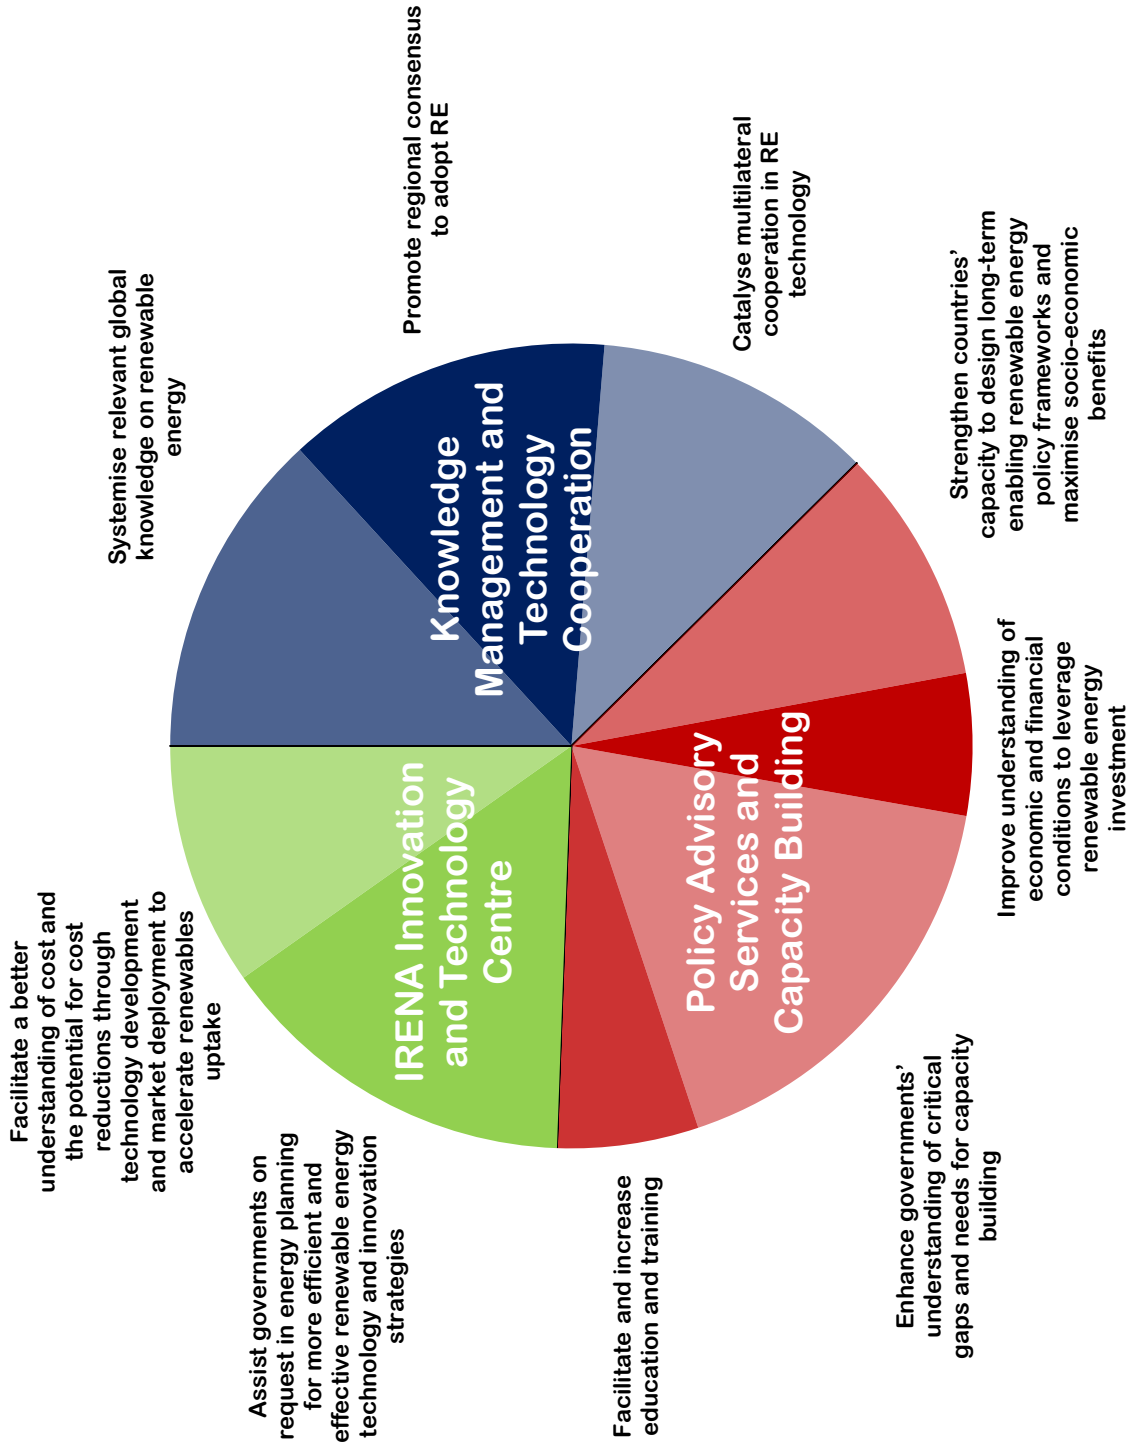 Systemise relevant global
knowledge on renewable
energy
Promote regional consensus
to adopt RE
Catalyse multilateral
cooperation in RE
technology
Strengthen countries’
capacity to design long-term
enabling renewable energy
policy frameworks and
maximise socio-economic
benefits
Improve understanding of
economic and financial
conditions to leverage
renewable energy
investment
Enhance governments’
understanding of critical
gaps and needs for capacity
building
Facilitate and increase
education and training
Assist governments on
request in energy planning
for more efficient and
effective renewable energy
technology and innovation
strategies
Facilitate a better
understanding of cost and
the potential for cost
reductions through
technology development
and market deployment to
accelerate renewables
uptake
Knowledge
Management and
Technology
Cooperation
Policy Advisory
Services and
Capacity Building
IRENA Innovation
and Technology
Centre